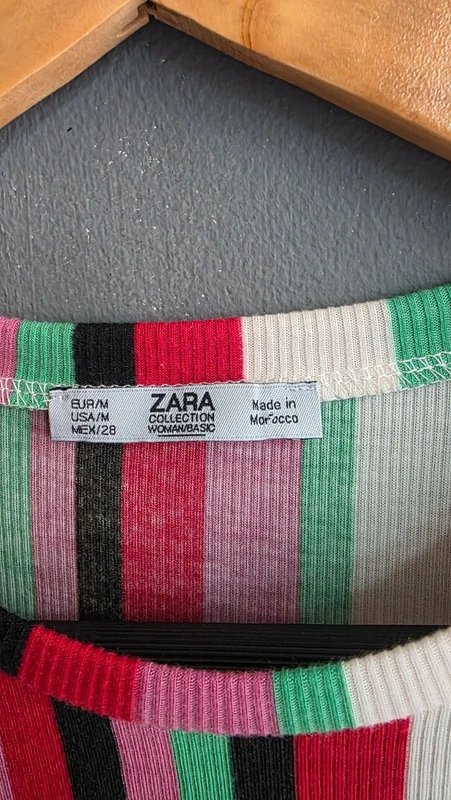 EUR/M
USA/M
MEX/28
ZARA
COLLECTION
WOMAN/BASIC
Made in
Morocco